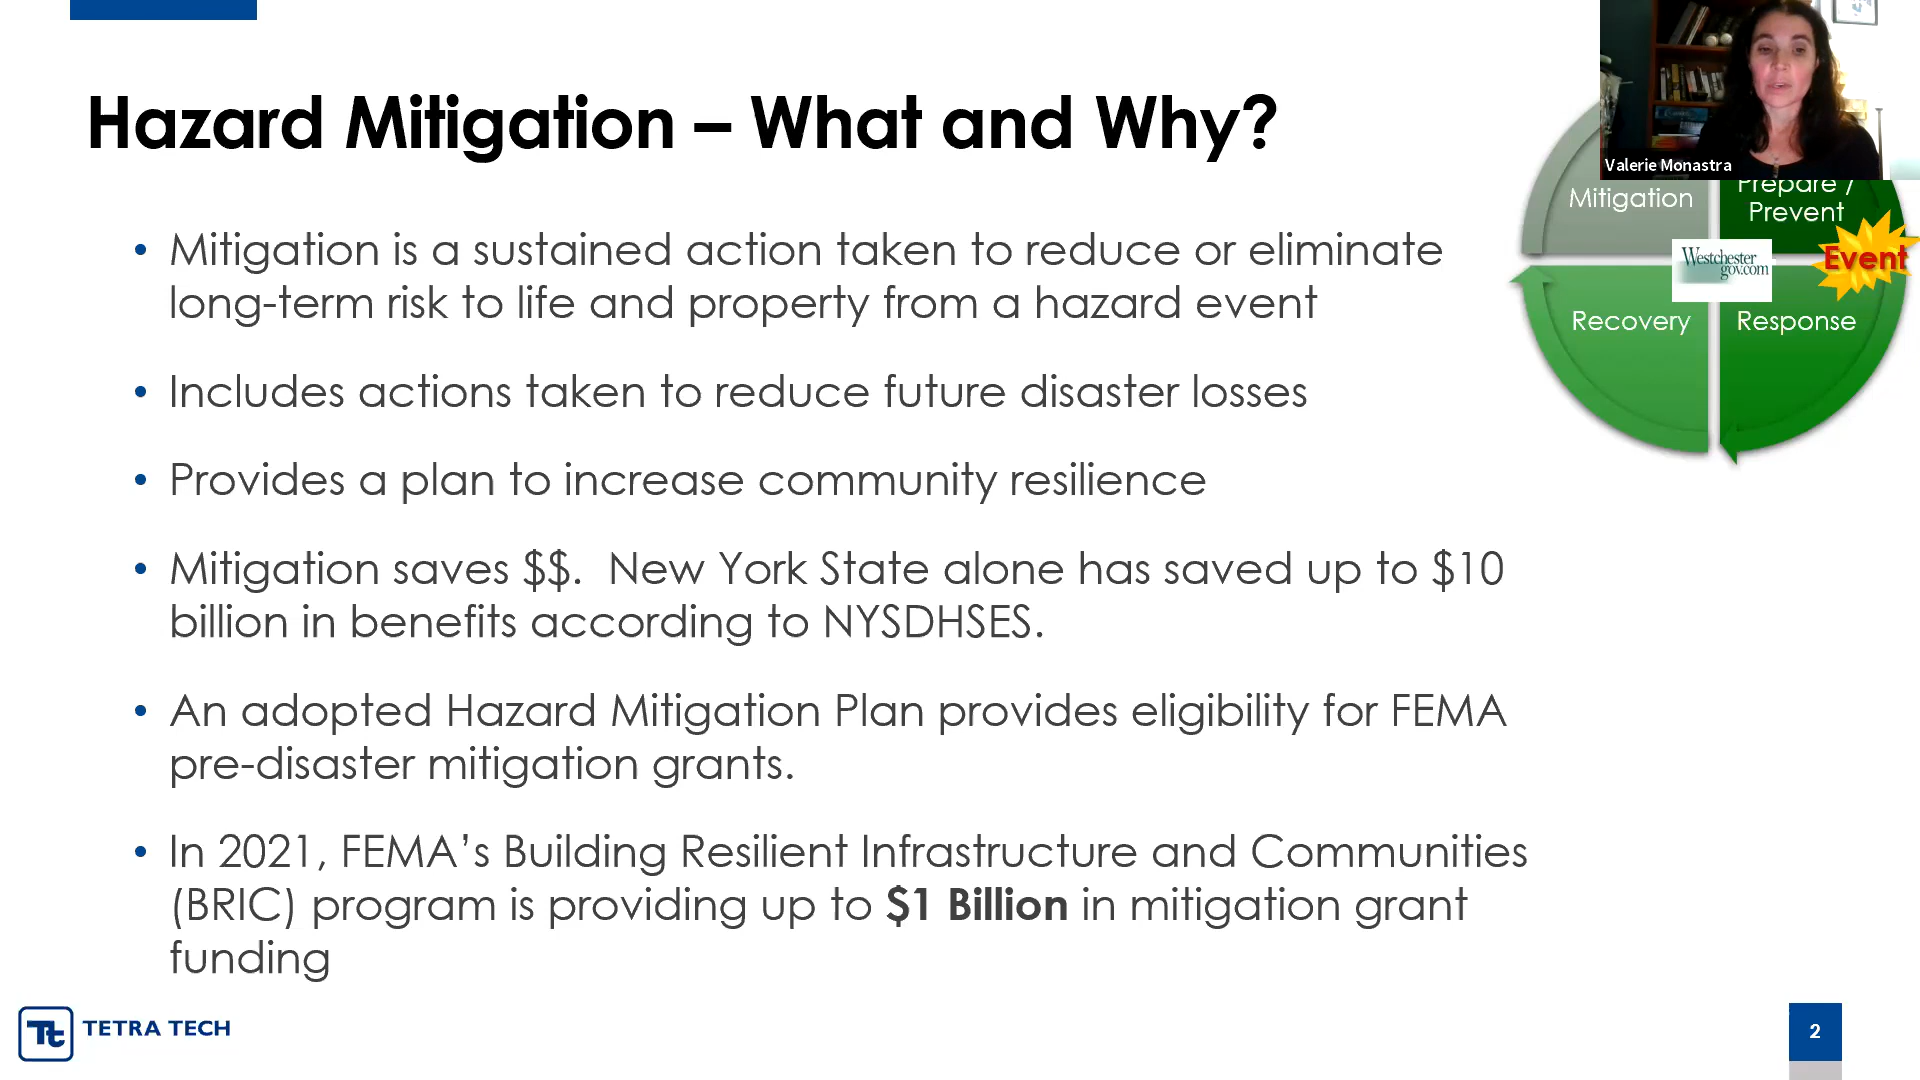 Hazard Mitigation – What and Why?
Valerie Monastra
Mitigation
Prepare /
Prevent
Westchester
gov.com
Event
Recovery
Response
• Mitigation is a sustained action taken to reduce or eliminate
long-term risk to life and property from a hazard event
• Includes actions taken to reduce future disaster losses
• Provides a plan to increase community resilience
• Mitigation saves $$.  New York State alone has saved up to $10
billion in benefits according to NYSDHSES.
• An adopted Hazard Mitigation Plan provides eligibility for FEMA
pre-disaster mitigation grants.
• In 2021, FEMA’s Building Resilient Infrastructure and Communities
(BRIC) program is providing up to $1 Billion in mitigation grant
funding
Tt TETRA TECH
2